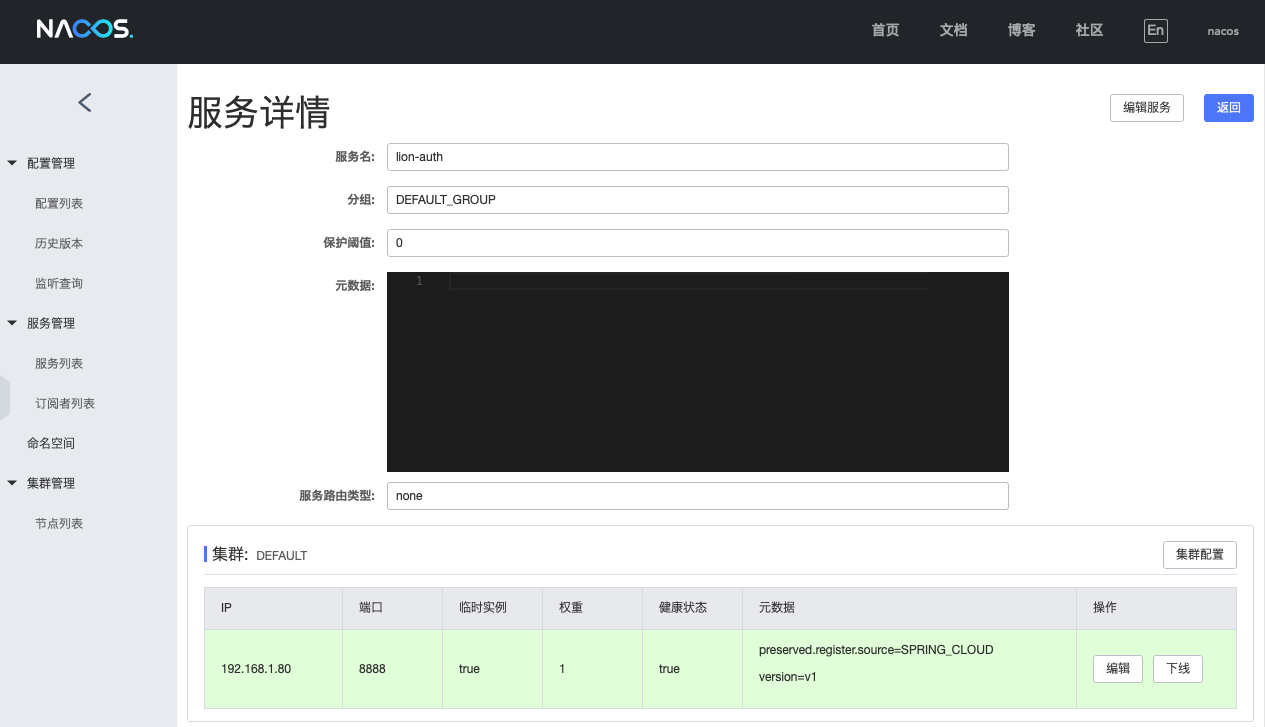 NACOS.
首页 文档 博客 社区 En nacos
服务详情
编辑服务 返回
配置管理
配置列表
历史版本
监听查询
服务管理
服务列表
订阅者列表
命名空间
集群管理
节点列表
服务名: lion-auth
分组: DEFAULT_GROUP
保护阈值: 0
元数据: 1
服务路由类型: none
集群: DEFAULT
集群配置
IP 端口 临时实例 权重 健康状态 元数据 操作
192.168.1.80 8888 true 1 true preserved.register.source=SPRING_CLOUD
version=v1
编辑 下线